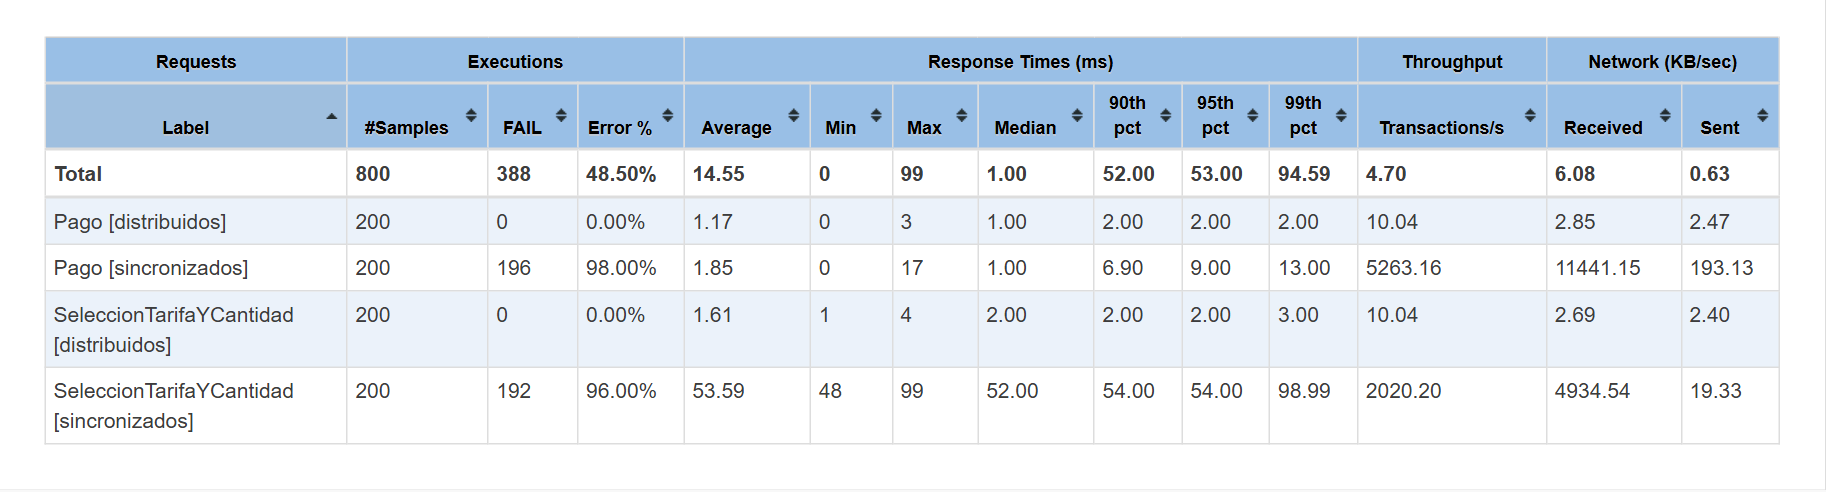 Requests Executions Response Times (ms) Throughput Network (KB/sec)
Label #Samples FAIL Error % Average Min Max Median 90th pct 95th pct 99th pct Transactions/s Received Sent
Total 800 388 48.50% 14.55 0 99 1.00 52.00 53.00 94.59 4.70 6.08 0.63
Pago [distribuidos] 200 0 0.00% 1.17 0 3 1.00 2.00 2.00 2.00 10.04 2.85 2.47
Pago [sincronizados] 200 196 98.00% 1.85 0 17 1.00 6.90 9.00 13.00 5263.16 11441.15 193.13
SeleccionTarifaYCantidad 200 0 0.00% 1.61 1 4 2.00 2.00 2.00 3.00 10.04 2.69 2.40
[distribuidos]
SeleccionTarifaYCantidad 200 192 96.00% 53.59 48 99 52.00 54.00 54.00 98.99 2020.20 4934.54 19.33
[sincronizados]